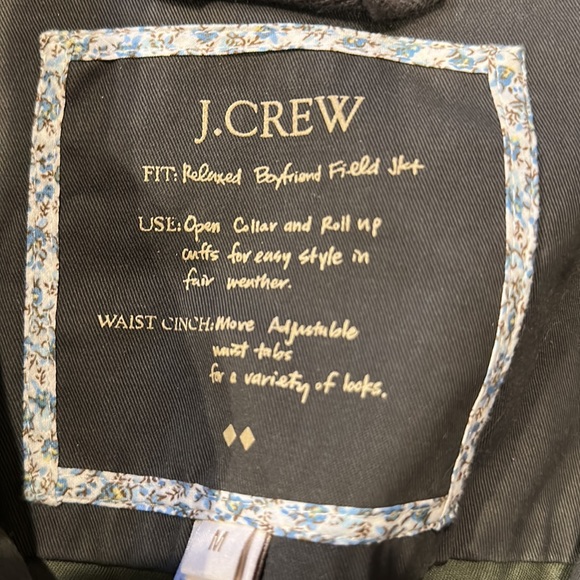 J.CREW
FIT: Relaxed Boyfriend Field Jkt
USE: Open Collar and Roll up
cuffs for easy style in
fair weather.
WAIST CINCH: Move Adjustable
waist tabs
for a variety of looks.
M